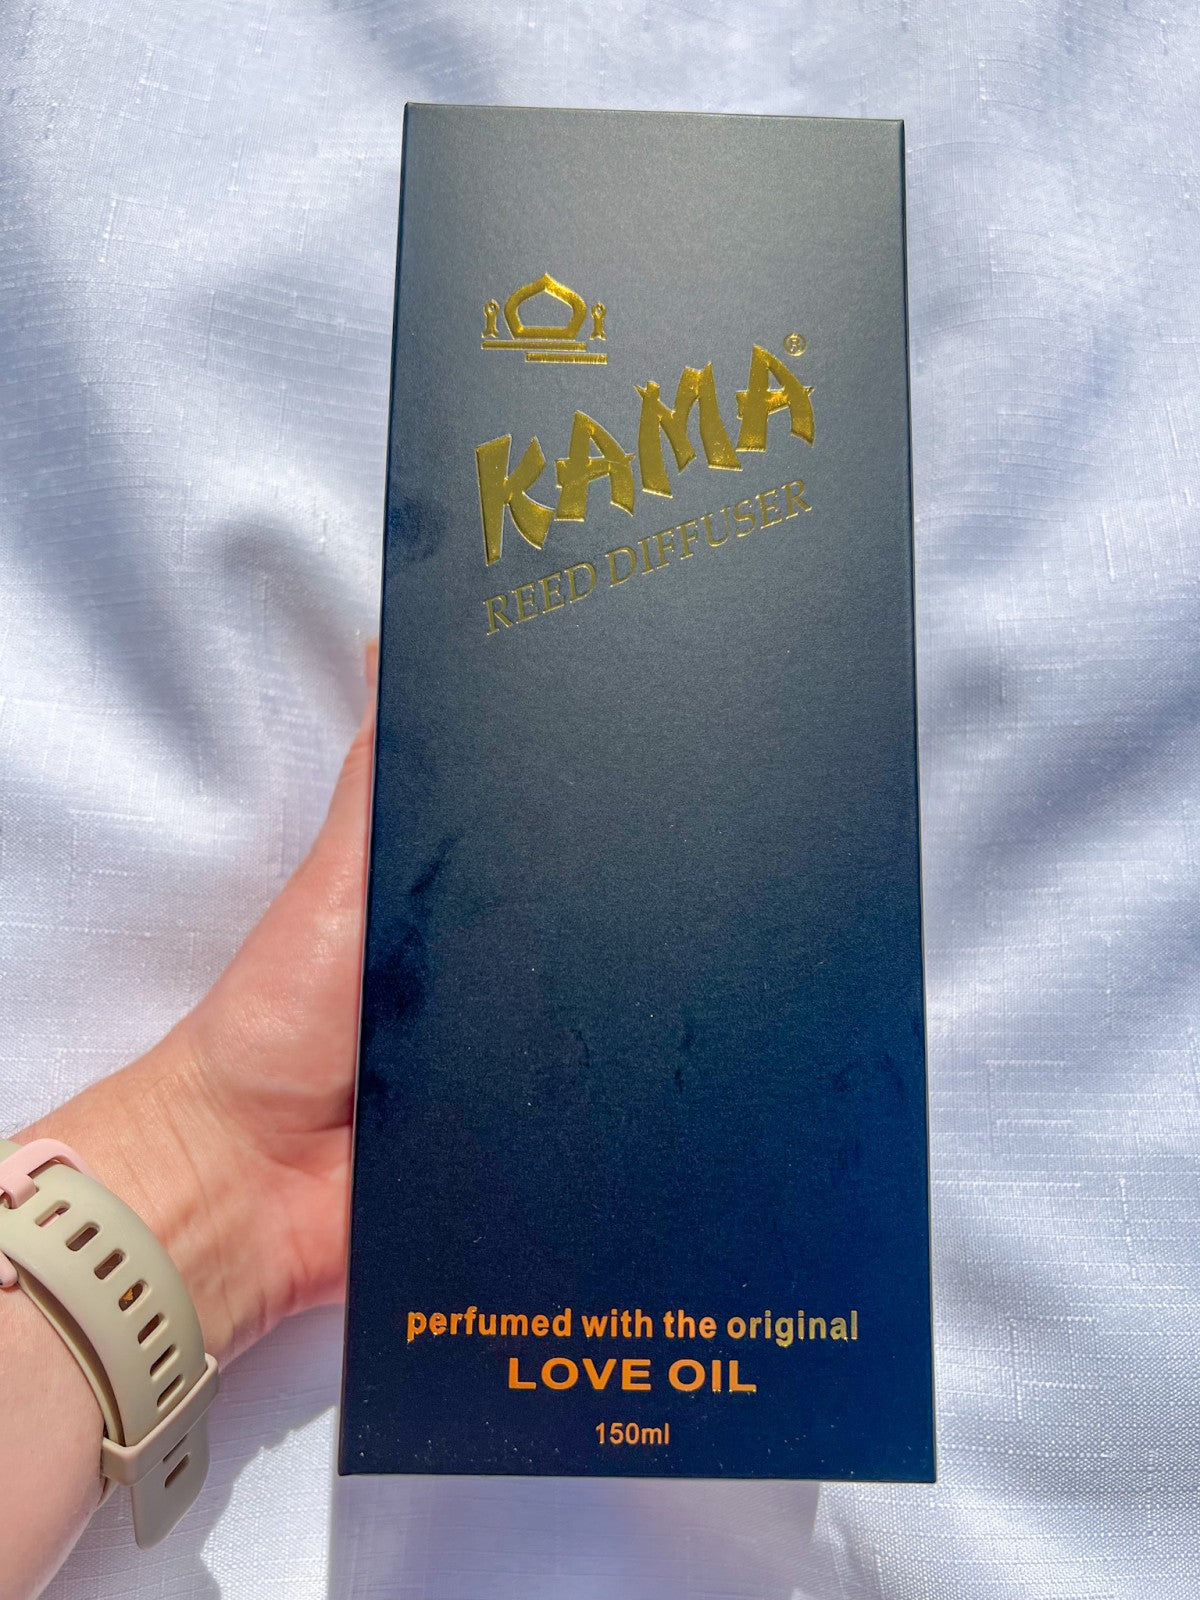 KAMA®
REED DIFFUSER
perfumed with the original
LOVE OIL
150ml